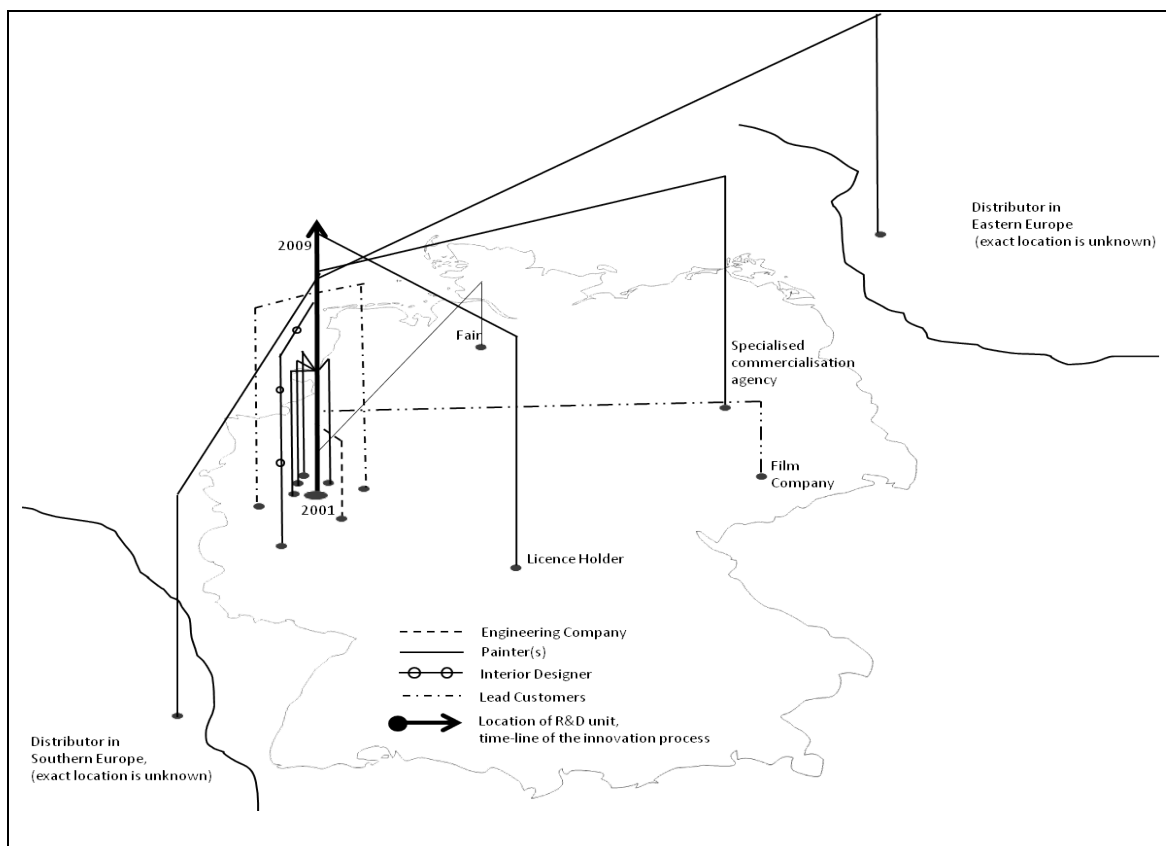 Distributor in
Eastern Europe
(exact location is unknown)
2009
Fair
Specialised
commercialisation
agency
Film
Company
2001
Licence Holder
Engineering Company
Painter(s)
Interior Designer
Lead Customers
Location of R&D unit,
time-line of the innovation process
Distributor in
Southern Europe,
(exact location is unknown)